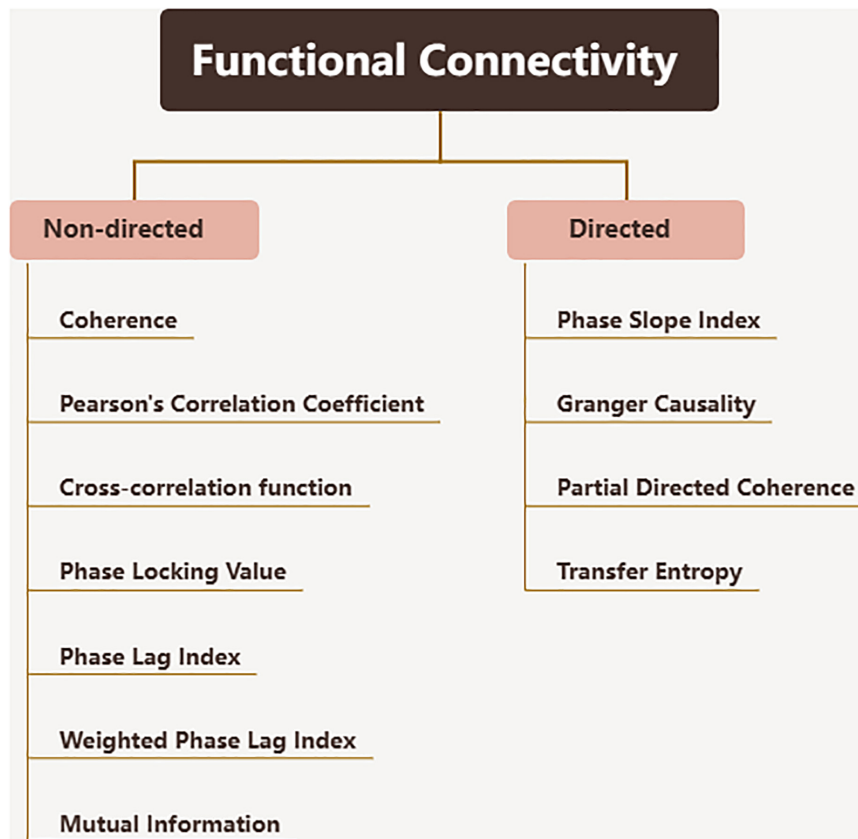 Functional Connectivity
Non-directed
Coherence
Pearson's Correlation Coefficient
Cross-correlation function
Phase Locking Value
Phase Lag Index
Weighted Phase Lag Index
Mutual Information
Directed
Phase Slope Index
Granger Causality
Partial Directed Coherence
Transfer Entropy